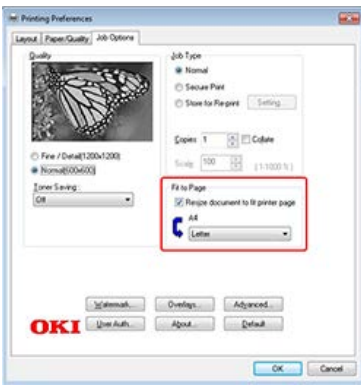 Printing Preferences
Layout Paper/Quality Job Options
Quality
Fine / Detail(1200x1200)
Normal(600x600)
Toner Saving:
Off
Job Type
Normal
Secure Print
Store for Re-print Setting...
Copies: 1 Collate
Scale: 100 (1-1000 %)
Fit to Page
Resize document to fit printer page
A4
Letter
Watermark... Overlays... Advanced...
OKI User Auth... About... Default
OK Cancel